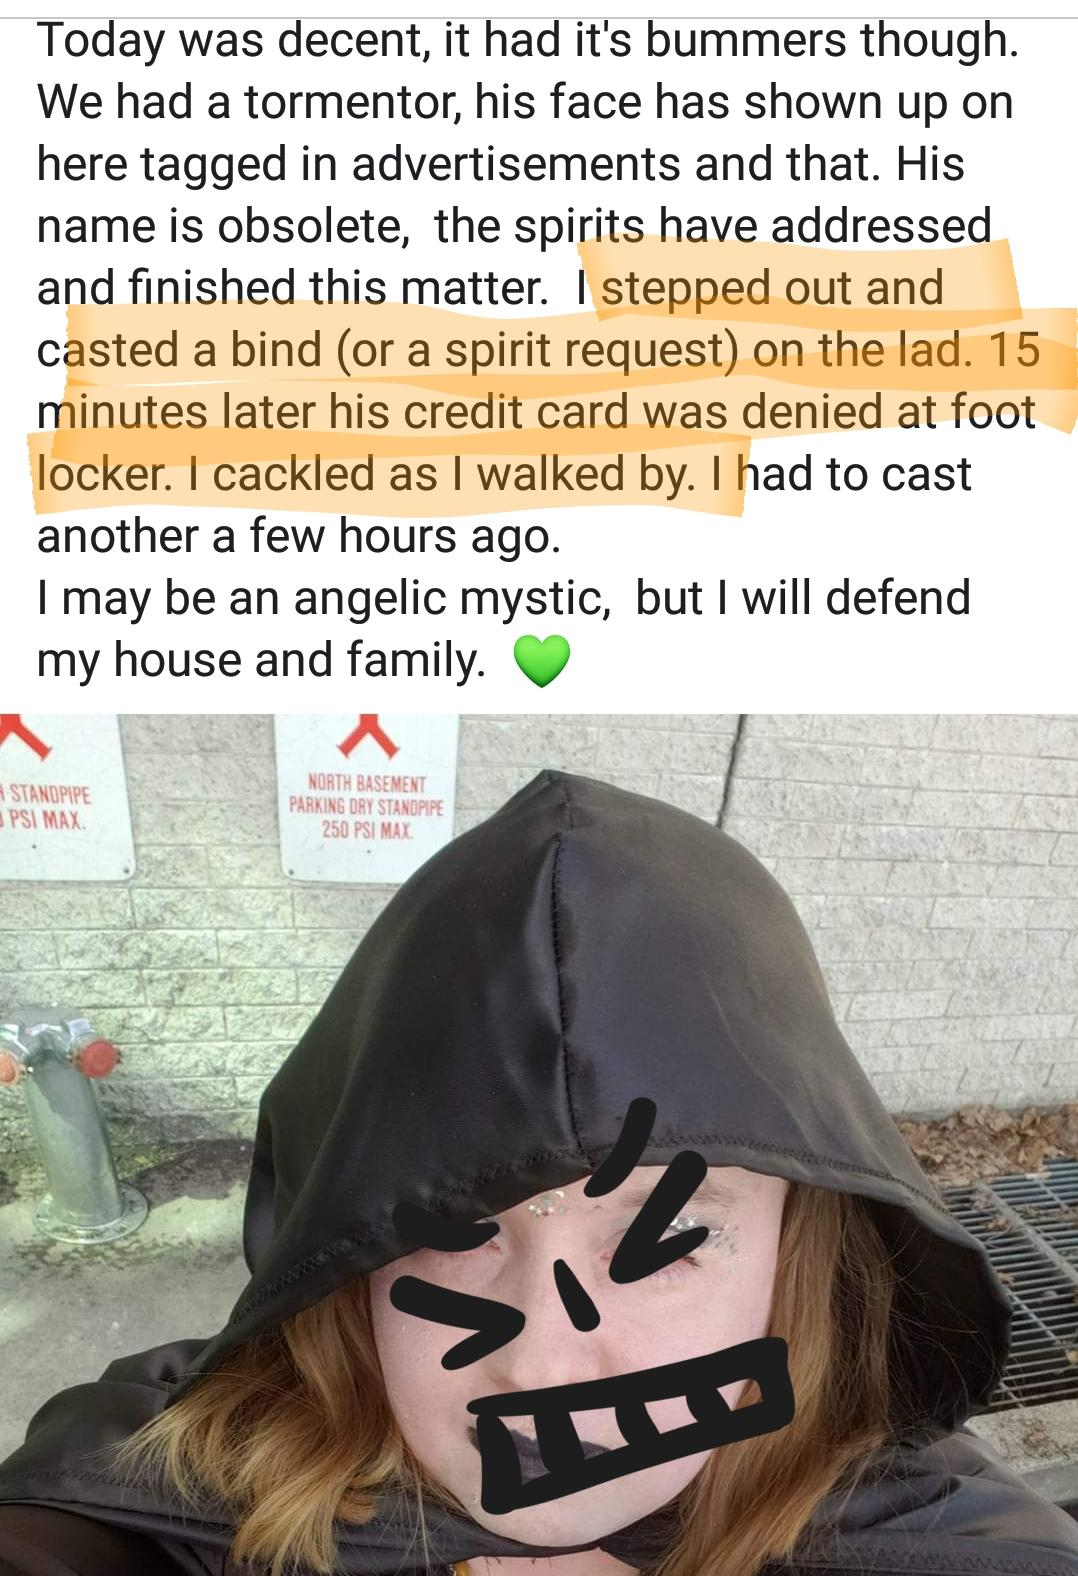 Today was decent, it had it's bummers though.
We had a tormentor, his face has shown up on
here tagged in advertisements and that. His
name is obsolete,  the spirits have addressed
and finished this matter.  I stepped out and
casted a bind (or a spirit request) on the lad. 15
minutes later his credit card was denied at foot
locker. I cackled as I walked by. I had to cast
another a few hours ago.
I may be an angelic mystic,  but I will defend
my house and family.  💚
STANDPIPE
PSI MAX.
NORTH BASEMENT
PARKING DRY STANDPIPE
250 PSI MAX.